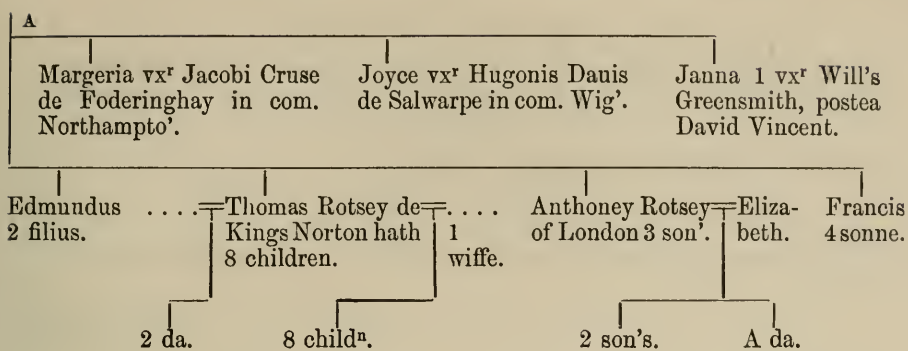 A
Margeria vxʳ Jacobi Cruse
de Foderinghay in com.
Northampto’.
Joyce vxʳ Hugonis Dauis
de Salwarpe in com. Wig’.
Janna 1 vxʳ Will’s
Greensmith, postea
David Vincent.
Edmundus
2 filius.
....
Thomas Rotsey de
Kings Norton hath
8 children.
....
1
wiffe.
Anthoney Rotsey
of London 3 son’.
Eliza-
beth.
Francis
4 sonne.
2 da.
8 childⁿ.
2 son’s.
A da.